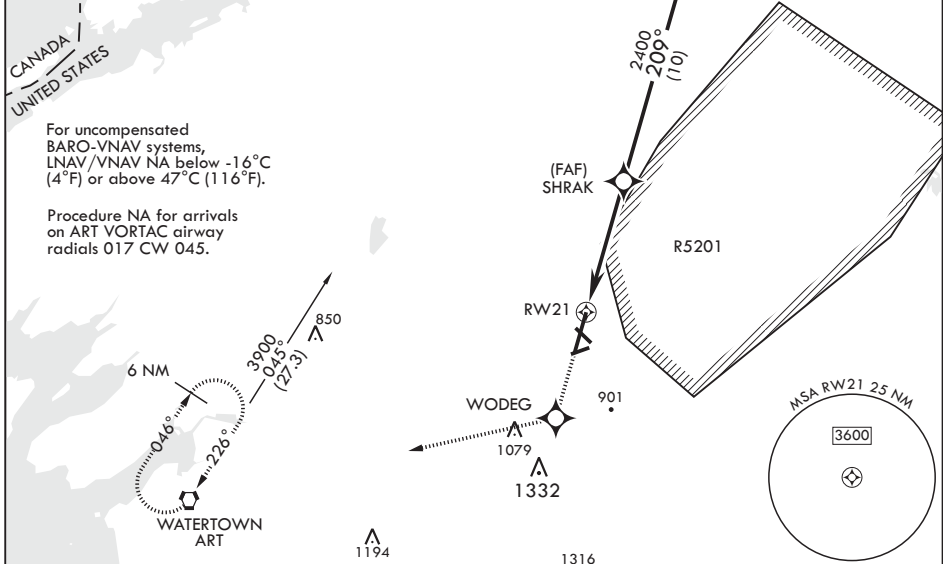 CANADA
UNITED STATES
2400
209°
(10)
For uncompensated
BARO-VNAV systems,
LNAV/VNAV NA below -16°C
(4°F) or above 47°C (116°F).
(FAF)
SHRAK
Procedure NA for arrivals
on ART VORTAC airway
radials 017 CW 045.
R5201
RW21
850
3900
045°
(27.3)
6 NM
046°
226°
WODEG
901
1079
1332
MSA RW21 25 NM
3600
WATERTOWN
ART
1194
1316